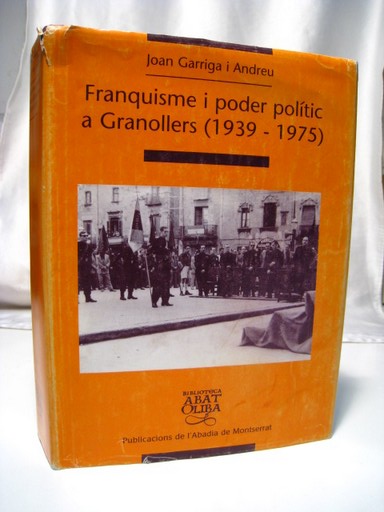 Joan Garriga i Andreu
Franquisme i poder polític
a Granollers (1939 - 1975)
BIBLIOTECA
ABAT
OLIBA
Publicacions de l'Abadia de Montserrat